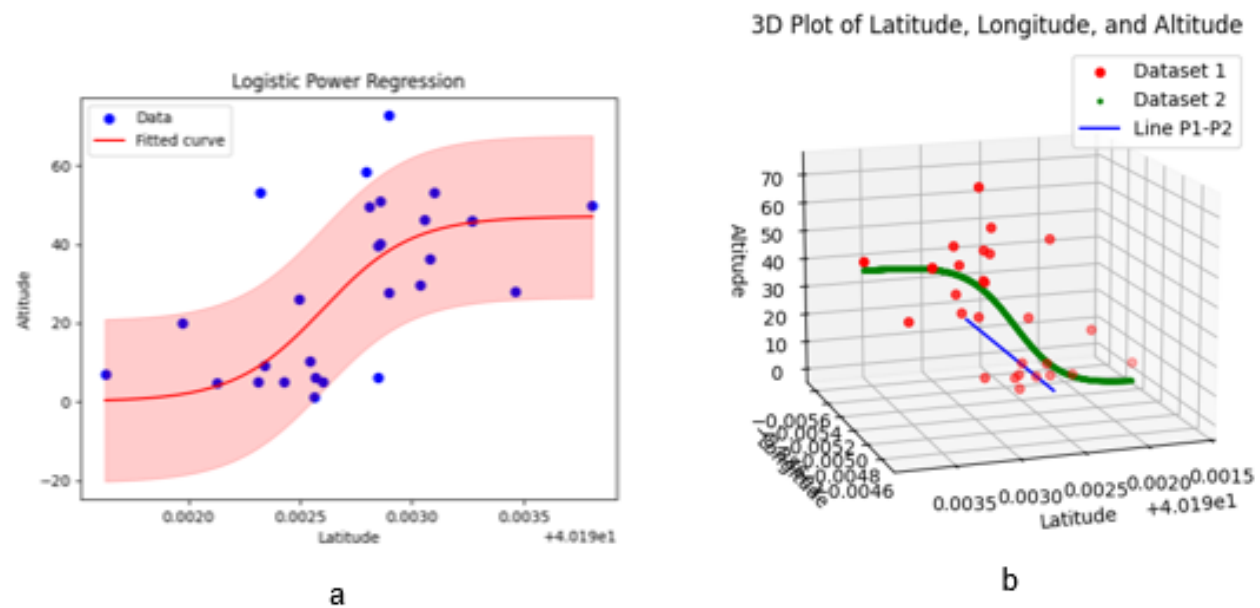 3D Plot of Latitude, Longitude, and Altitude
Logistic Power Regression
Data
Fitted curve
Altitude
60
40
20
0
−20
0.0020
0.0025
0.0030
0.0035
+4.019e1
Latitude
a
Dataset 1
Dataset 2
Line P1-P2
Altitude
70
60
50
40
30
20
10
0
−0.0056
−0.0054
−0.0052
−0.0050
−0.0048
−0.0046
Longitude
0.0035
0.0030
0.0025
0.0020
0.0015
+4.019e1
Latitude
b